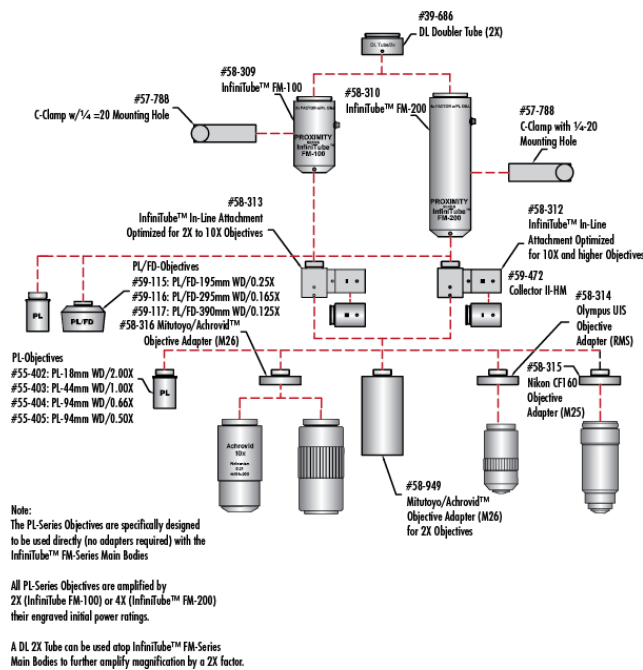 #39-686
DL Doubler Tube (2X)
DL Tube/2x
#58-309
InfiniTube™ FM-100
#58-310
InfiniTube™ FM-200
#57-788
C-Clamp w/¼ =20 Mounting Hole
#57-788
C-Clamp with ¼-20
Mounting Hole
PROXIMITY
InfiniTube™
FM-100
PROXIMITY
InfiniTube™
FM-200
#58-313
InfiniTube™ In-Line Attachment
Optimized for 2X to 10X Objectives
#58-312
InfiniTube™ In-Line
Attachment Optimized
for 10X and higher Objectives
#59-472
Collector II-HM
PL
PL/FD
PL/FD-Objectives
#59-115: PL/FD-195mm WD/0.25X
#59-116: PL/FD-295mm WD/0.165X
#59-117: PL/FD-390mm WD/0.125X
#58-316 Mitutoyo/Achrovid™
Objective Adapter (M26)
#58-314
Olympus UIS
Objective
Adapter (RMS)
#58-315
Nikon CF160
Objective
Adapter (M25)
PL-Objectives
#55-402: PL-18mm WD/2.00X
#55-403: PL-44mm WD/1.00X
#55-404: PL-94mm WD/0.66X
#55-405: PL-94mm WD/0.50X
PL
Achrovid
10x
#58-949
Mitutoyo/Achrovid™
Objective Adapter (M26)
for 2X Objectives
Note:
The PL-Series Objectives are specifically designed
to be used directly (no adapters required) with the
InfiniTube™ FM-Series Main Bodies
All PL-Series Objectives are amplified by
2X (InfiniTube FM-100) or 4X (InfiniTube™ FM-200)
their engraved initial power ratings.
A DL 2X Tube can be used atop InfiniTube™ FM-Series
Main Bodies to further amplify magnification by a 2X factor.